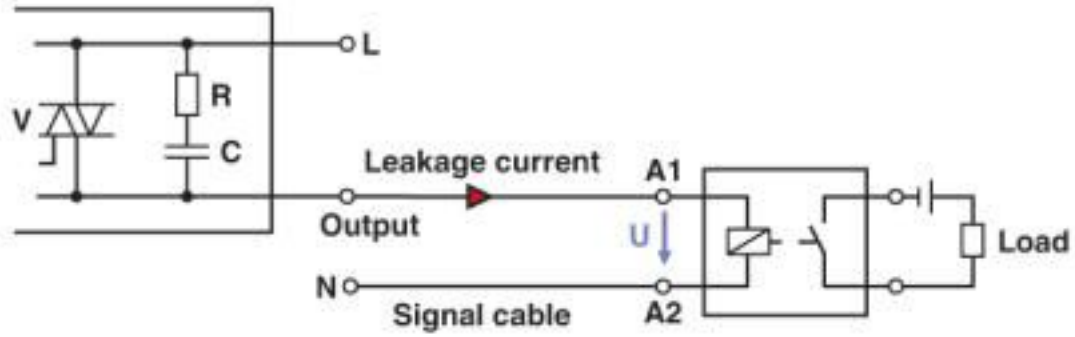 L
R
V
C
Leakage current
A1
Output
U
Load
N
Signal cable
A2